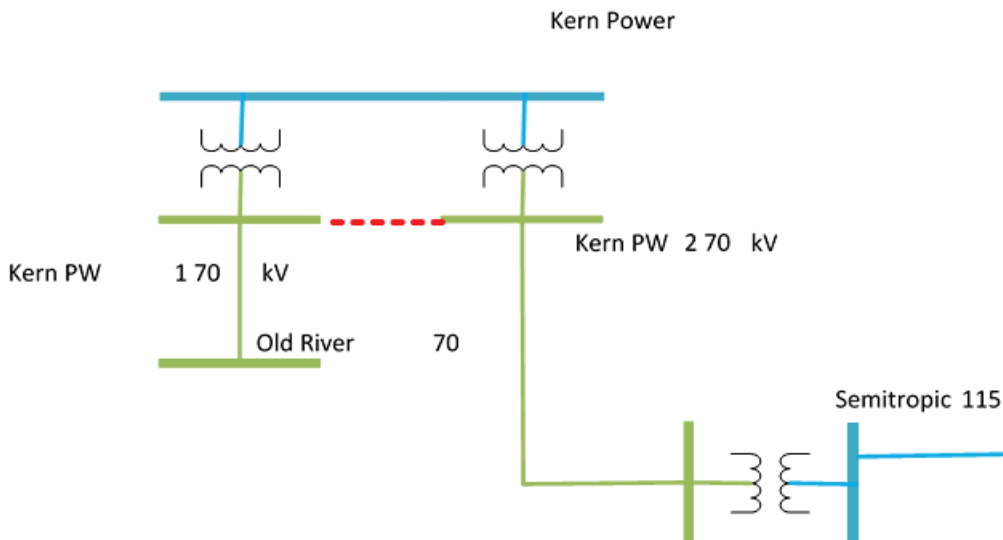 Kern Power
Kern PW 2 70 kV
Kern PW 1 70 kV
Old River 70
Semitropic 115